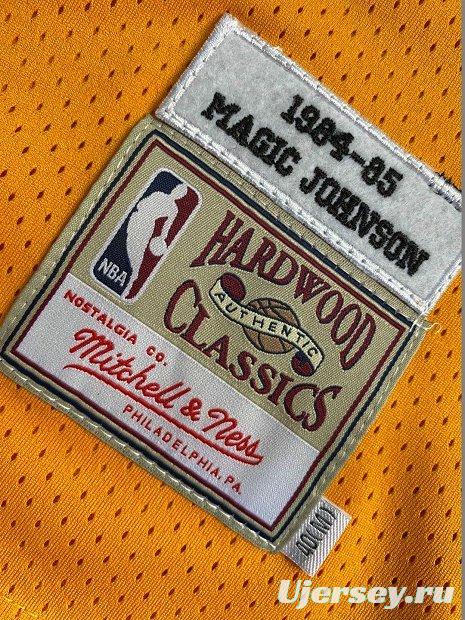 1984-85
MAGIC JOHNSON
NBA
HARDWOOD
AUTHENTIC
CLASSICS
NOSTALGIA CO.
Mitchell & Ness
PHILADELPHIA, PA.
Ujersey.ru